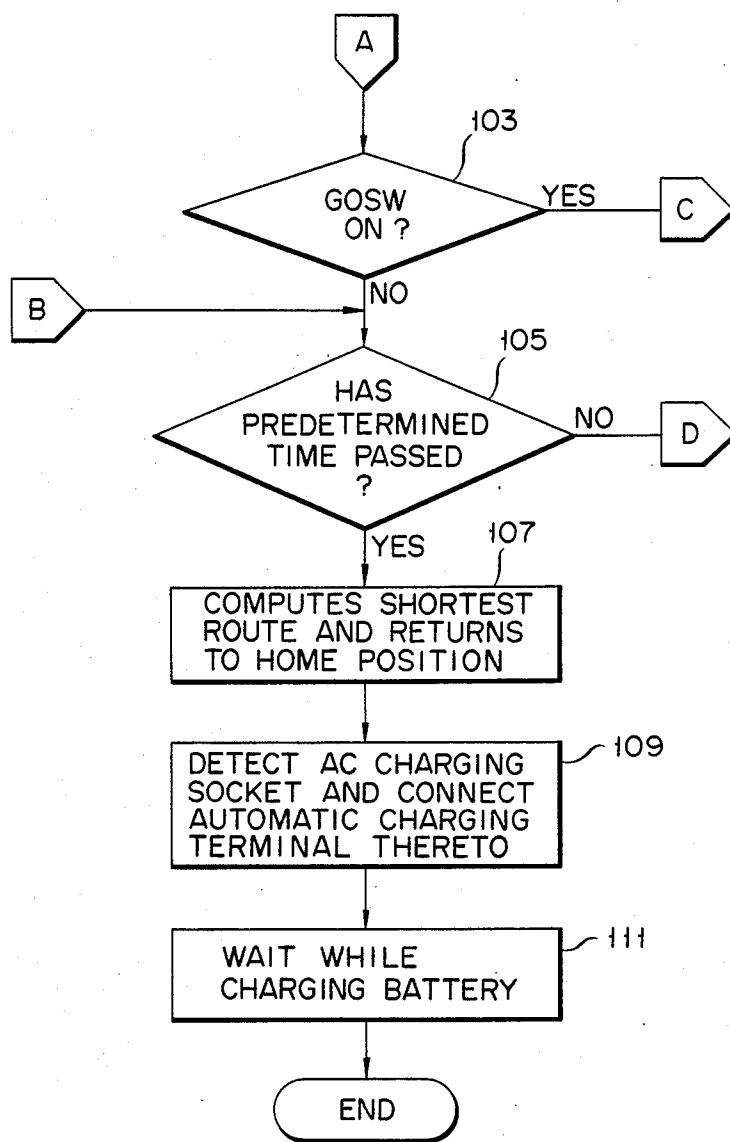 A
103
GOSW
ON ?
YES
C
NO
B
105
HAS
PREDETERMINED
TIME PASSED
?
NO
D
YES
107
COMPUTES SHORTEST
ROUTE AND RETURNS
TO HOME POSITION
109
DETECT AC CHARGING
SOCKET AND CONNECT
AUTOMATIC CHARGING
TERMINAL THERETO
111
WAIT WHILE
CHARGING BATTERY
END